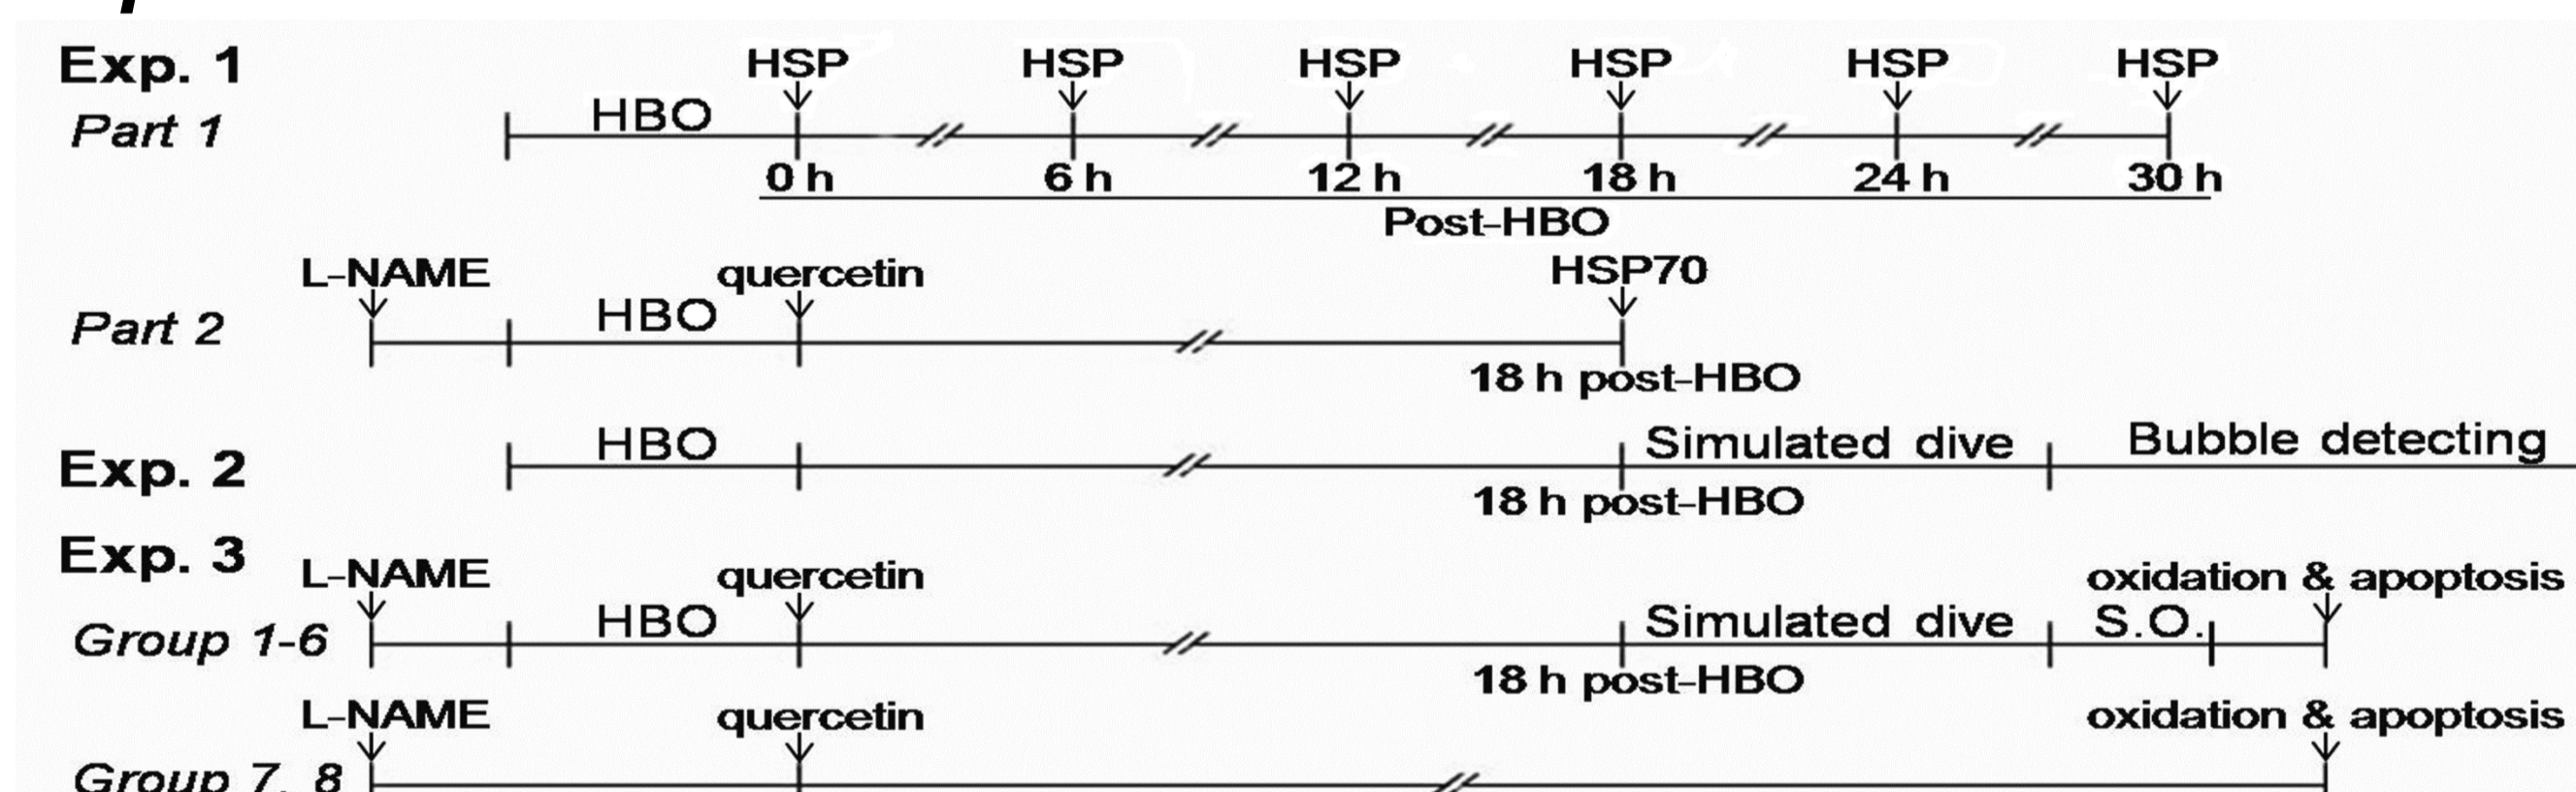 Exp. 1
HSP HSP HSP HSP HSP HSP
Part 1
HBO
0 h 6 h 12 h 18 h 24 h 30 h
Post-HBO
L-NAME quercetin HSP70
Part 2
HBO
18 h post-HBO
Exp. 2
HBO Simulated dive Bubble detecting
18 h post-HBO
Exp. 3
L-NAME quercetin oxidation & apoptosis
Group 1-6
HBO Simulated dive S.O.
18 h post-HBO
L-NAME quercetin oxidation & apoptosis
Group 7, 8